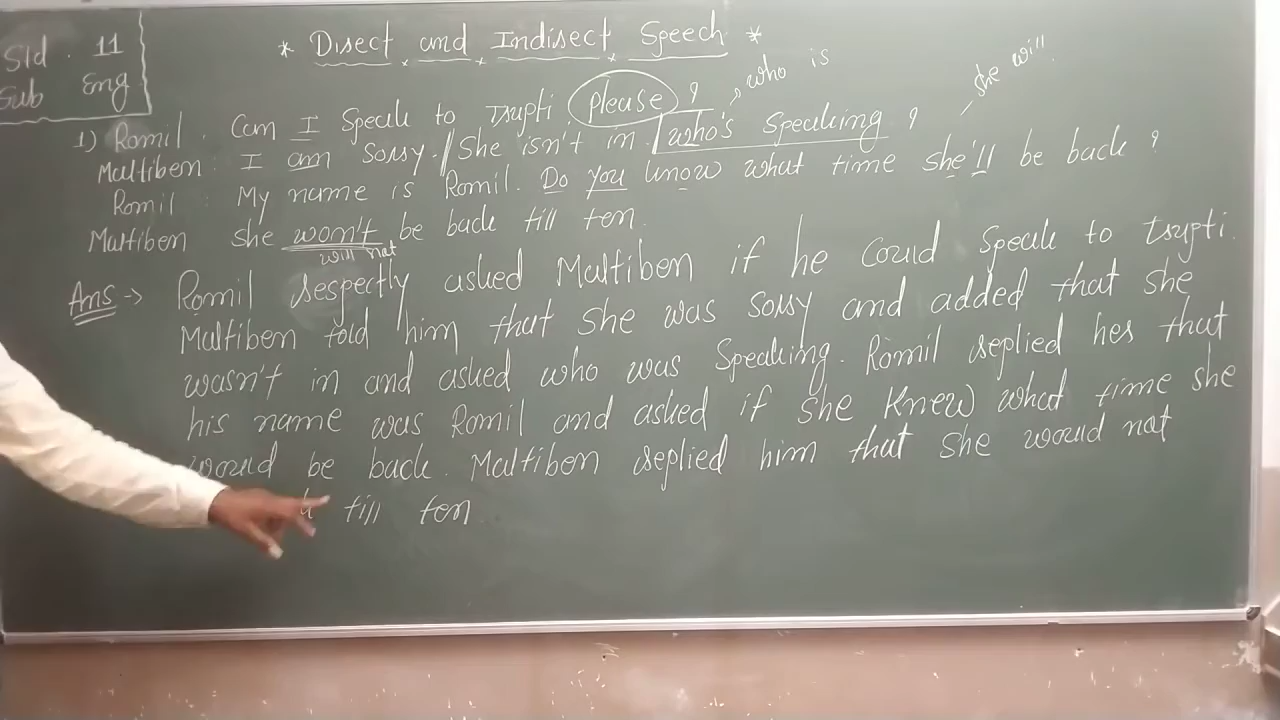 Std. 11
Sub Eng
* Direct and Indirect Speech *
1) Romil. Can I Speak to Trupti Please ?
who is
she will
Maltiben : I am sorry. // She isn't in. who's Speaking ?
Romil : My name is Romil. Do you know what time she'll be back ?
Maltiben she won't be back till ten.
will not
Ans -> Romil respectly asked Maltiben if he Could Speak to Trupti.
Maltiben told him that She was sorry and added that She
wasn't in and asked who was Speaking. Romil replied her that
his name was Romil and asked if She Knew what time she
would be back. Maltiben replied him that She would not
till ten